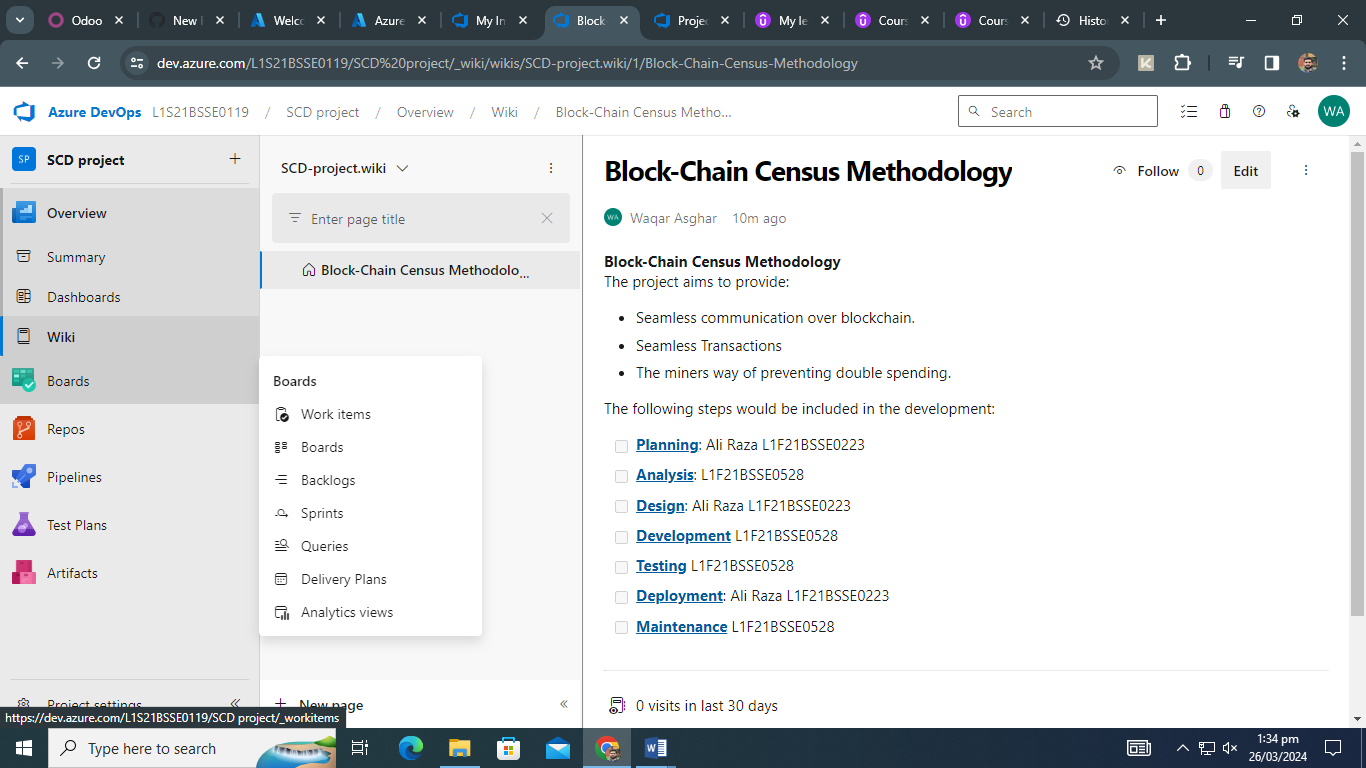 Odoo
New
Welco
Azure
My In
Block-
Projec
My le
Cours
Cours
Histo
dev.azure.com/L1S21BSSE0119/SCD%20project/_wiki/wikis/SCD-project.wiki/1/Block-Chain-Census-Methodology
Azure DevOps L1S21BSSE0119 / SCD project / Overview / Wiki / Block-Chain Census Metho...
Search
WA
SP SCD project
Overview
Summary
Dashboards
Wiki
Boards
Repos
Pipelines
Test Plans
Artifacts
Project settings
https://dev.azure.com/L1S21BSSE0119/SCD project/_workitems
SCD-project.wiki
Enter page title
Block-Chain Census Methodolo...
Boards
Work items
Boards
Backlogs
Sprints
Queries
Delivery Plans
Analytics views
New page
Block-Chain Census Methodology
Follow 0 Edit
WA Waqar Asghar 10m ago
Block-Chain Census Methodology
The project aims to provide:
• Seamless communication over blockchain.
• Seamless Transactions
• The miners way of preventing double spending.
The following steps would be included in the development:
Planning: Ali Raza L1F21BSSE0223
Analysis: L1F21BSSE0528
Design: Ali Raza L1F21BSSE0223
Development L1F21BSSE0528
Testing L1F21BSSE0528
Deployment: Ali Raza L1F21BSSE0223
Maintenance L1F21BSSE0528
0 visits in last 30 days
Type here to search
1:34 pm
26/03/2024